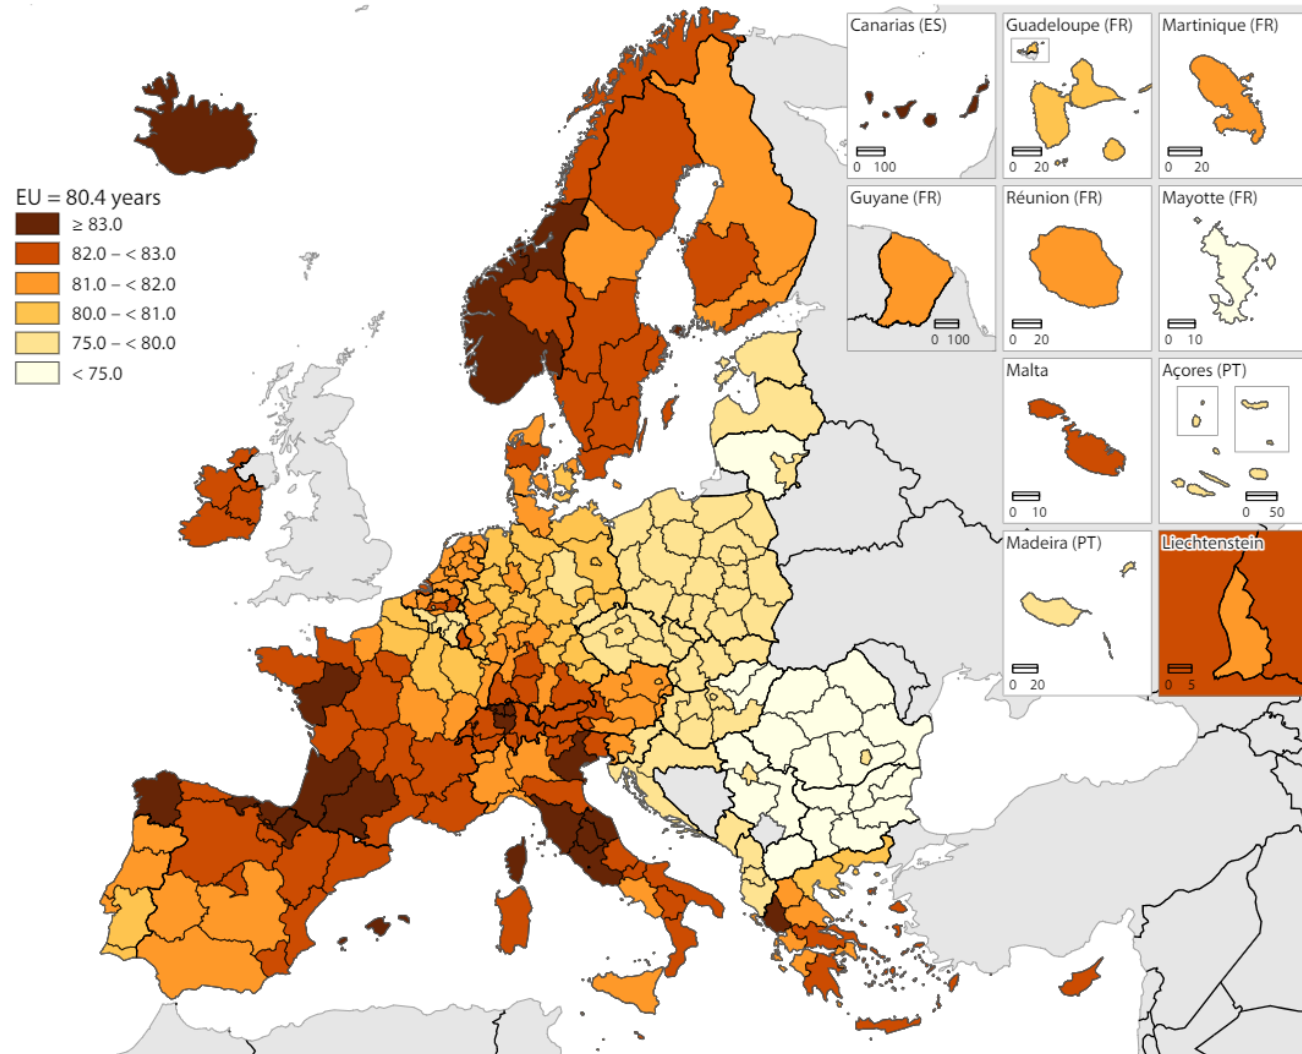 EU = 80.4 years
≥ 83.0
82.0 – < 83.0
81.0 – < 82.0
80.0 – < 81.0
75.0 – < 80.0
< 75.0
Canarias (ES)
0 100
Guadeloupe (FR)
0 20
Martinique (FR)
0 20
Guyane (FR)
0 100
Réunion (FR)
0 20
Mayotte (FR)
0 10
Malta
0 10
Açores (PT)
0 50
Madeira (PT)
0 20
Liechtenstein
0 5